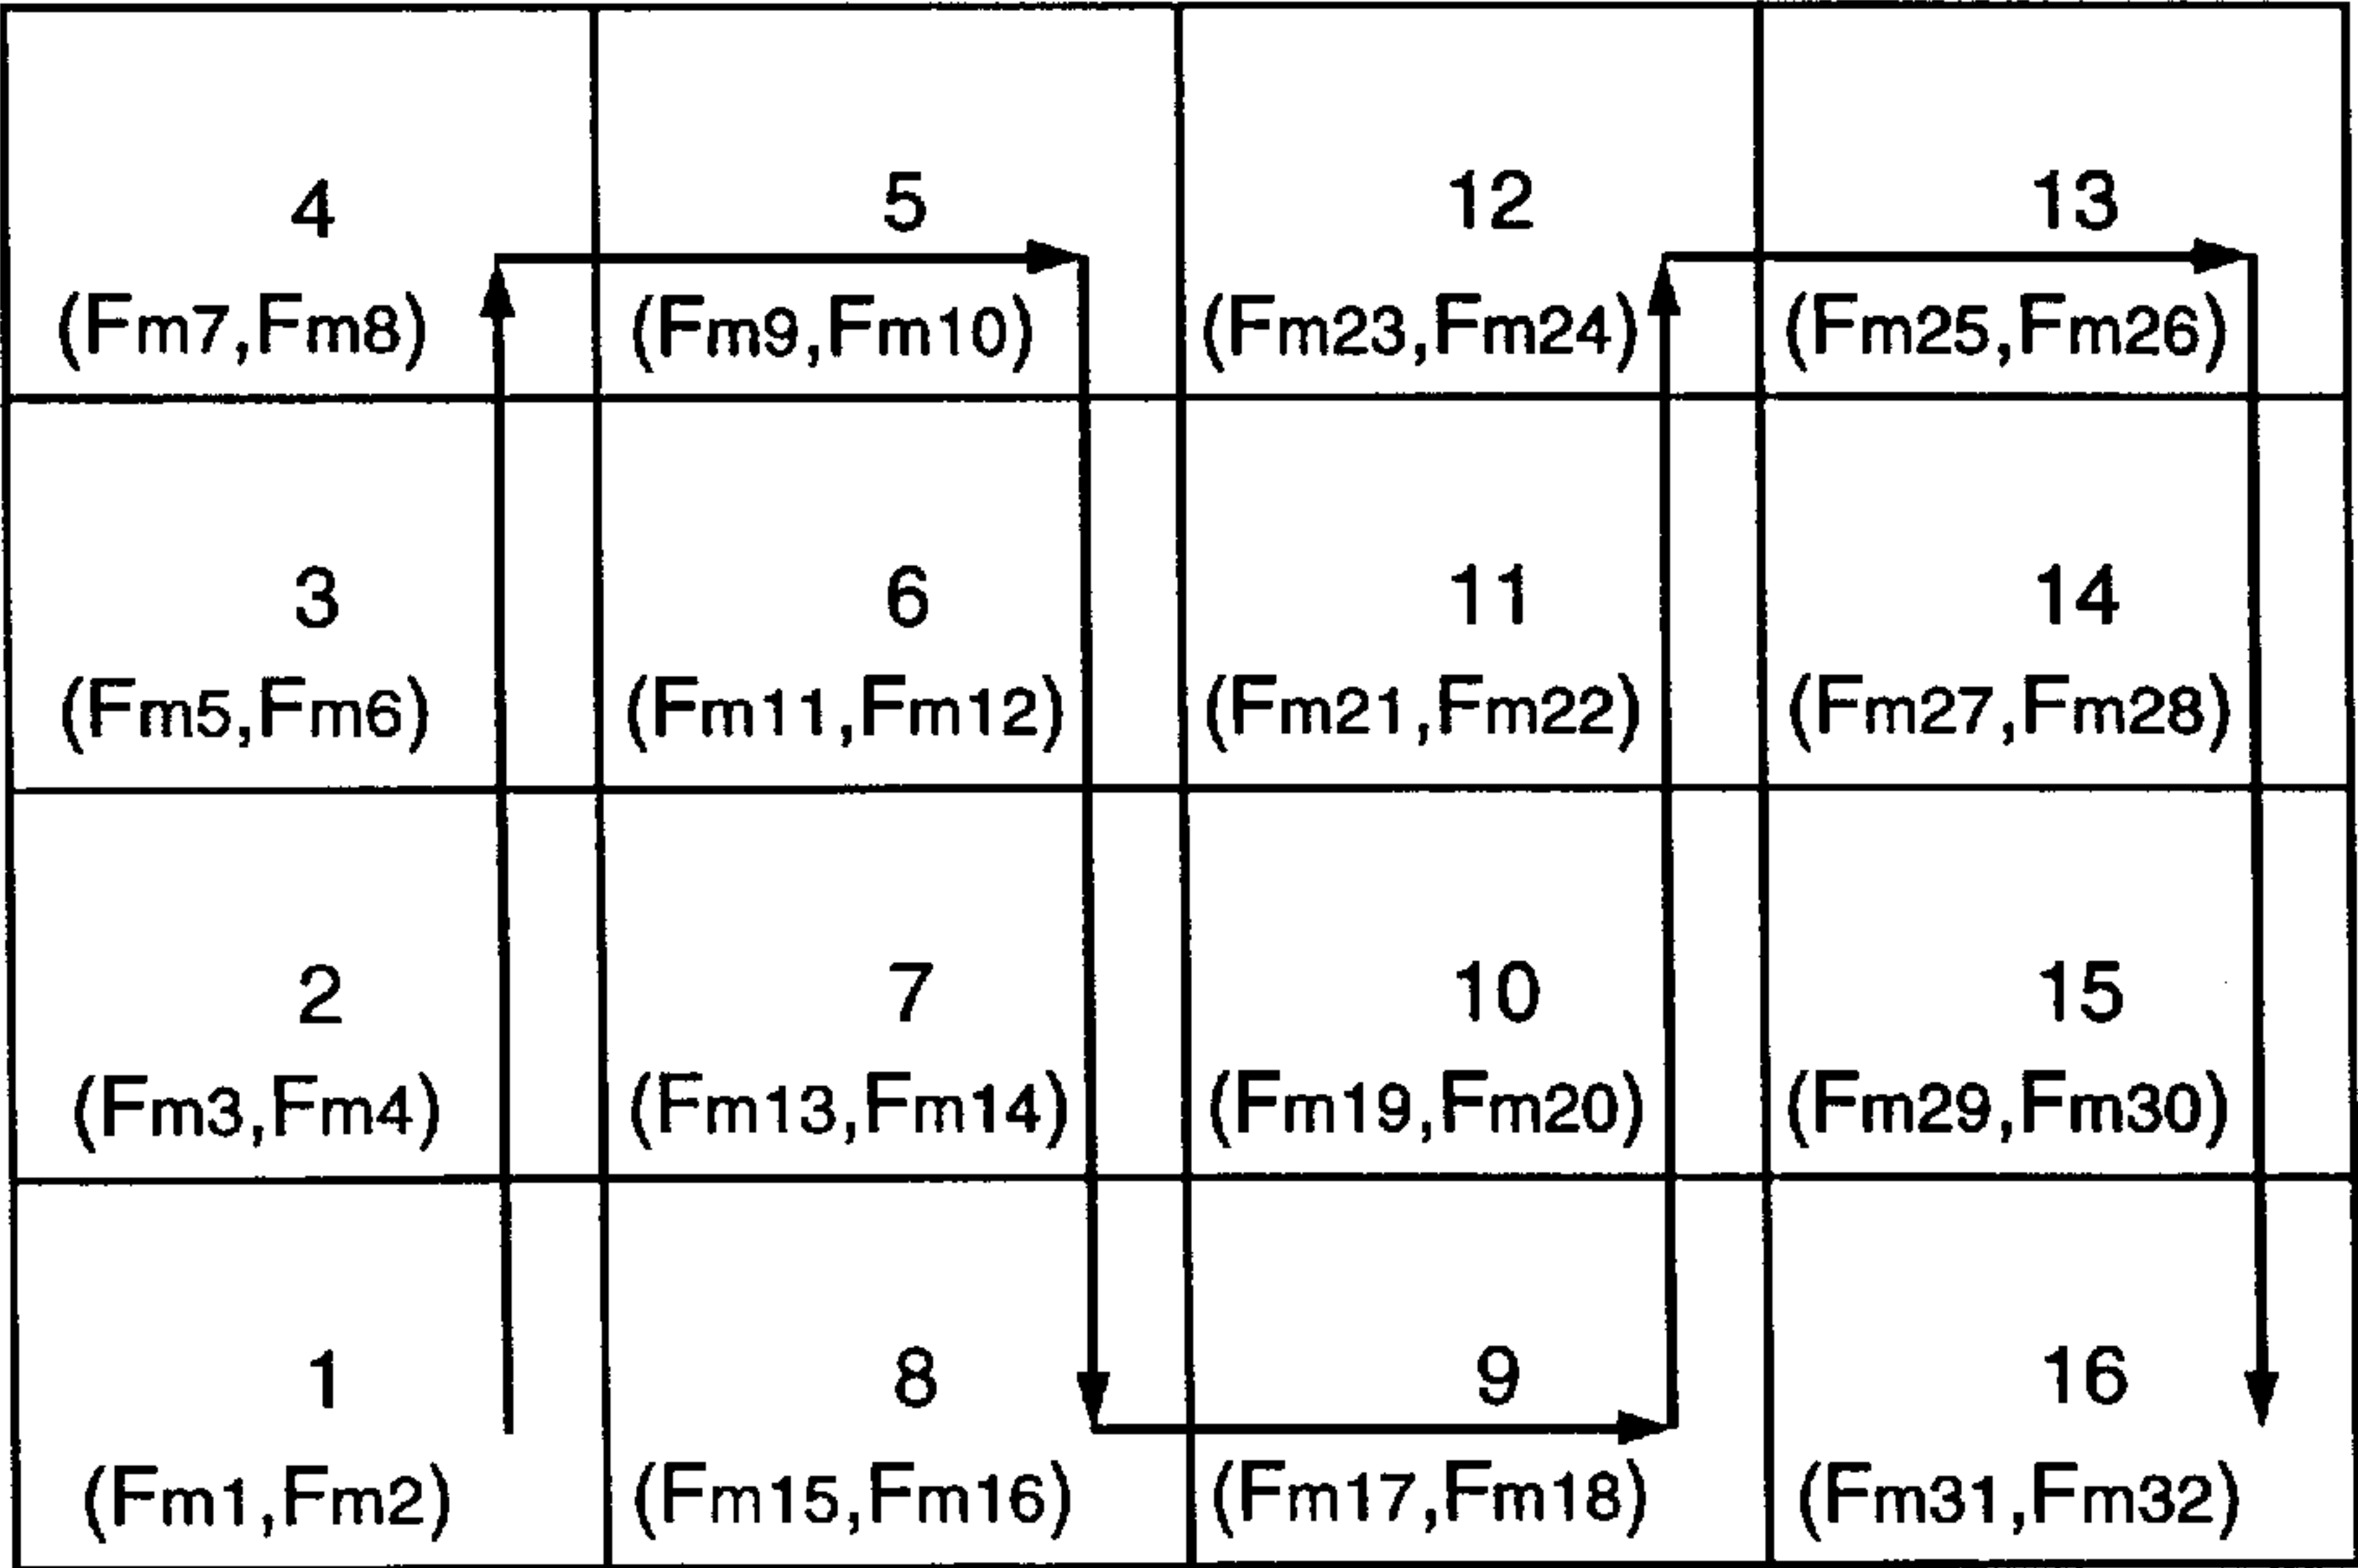 4 5 12 13
(Fm7,Fm8) (Fm9,Fm10) (Fm23,Fm24) (Fm25,Fm26)
3 6 11 14
(Fm5,Fm6) (Fm11,Fm12) (Fm21,Fm22) (Fm27,Fm28)
2 7 10 15
(Fm3,Fm4) (Fm13,Fm14) (Fm19,Fm20) (Fm29,Fm30)
1 8 9 16
(Fm1,Fm2) (Fm15,Fm16) (Fm17,Fm18) (Fm31,Fm32)